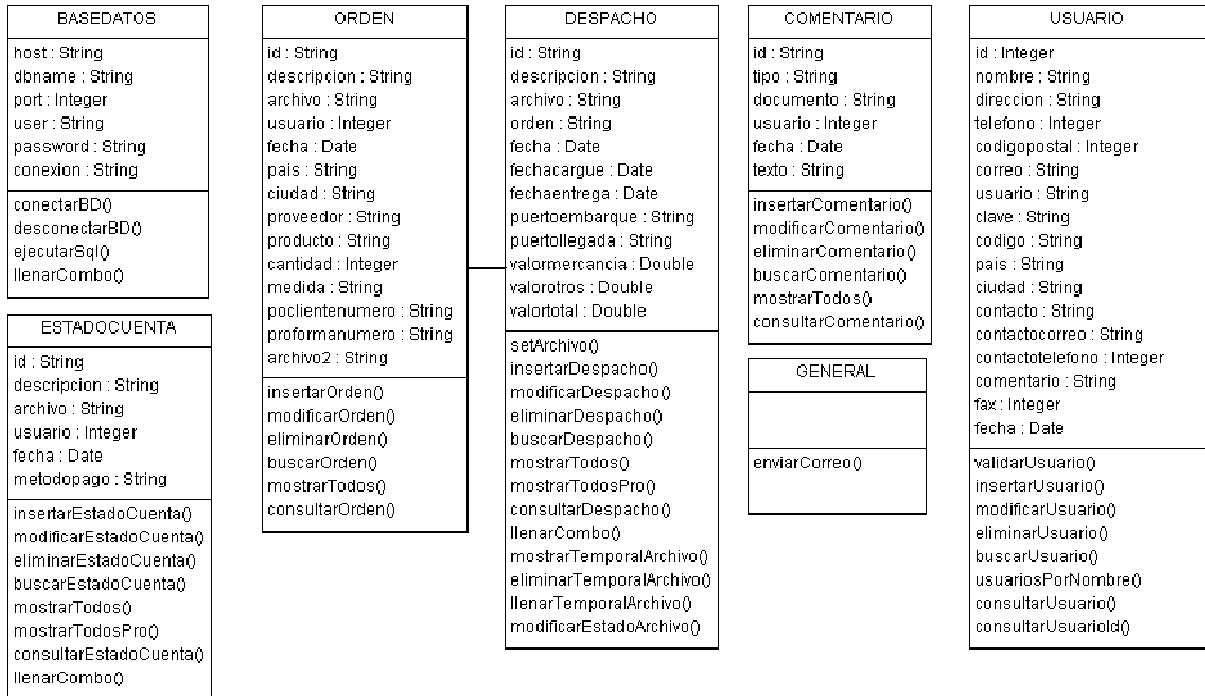 BASEDATOS
host : String
dbname : String
port : Integer
user : String
password : String
conexion : String
conectarBD()
desconectarBD()
ejecutarSql()
llenarCombo()
ESTADOCUENTA
id : String
descripcion : String
archivo : String
usuario : Integer
fecha : Date
metodopago : String
insertarEstadoCuenta()
modificarEstadoCuenta()
eliminarEstadoCuenta()
buscarEstadoCuenta()
mostrarTodos()
mostrarTodosPro()
consultarEstadoCuenta()
llenarCombo()
ORDEN
id : String
descripcion : String
archivo : String
usuario : Integer
fecha : Date
pais : String
ciudad : String
proveedor : String
producto : String
cantidad : Integer
medida : String
poclientenumero : String
proformanumero : String
archivo2 : String
insertarOrden()
modificarOrden()
eliminarOrden()
buscarOrden()
mostrarTodos()
consultarOrden()
DESPACHO
id : String
descripcion : String
archivo : String
orden : String
fecha : Date
fechacargue : Date
fechaentrega : Date
puertoembarque : String
puertollegada : String
valormercancia : Double
valorotros : Double
valortotal : Double
setArchivo()
insertarDespacho()
modificarDespacho()
eliminarDespacho()
buscarDespacho()
mostrarTodos()
mostrarTodosPro()
consultarDespacho()
llenarCombo()
mostrarTemporalArchivo()
eliminarTemporalArchivo()
llenarTemporalArchivo()
modificarEstadoArchivo()
COMENTARIO
id : String
tipo : String
documento : String
usuario : Integer
fecha : Date
texto : String
insertarComentario()
modificarComentario()
eliminarComentario()
buscarComentario()
mostrarTodos()
consultarComentario()
GENERAL
enviarCorreo()
USUARIO
id : Integer
nombre : String
direccion : String
telefono : Integer
codigopostal : Integer
correo : String
usuario : String
clave : String
codigo : String
pais : String
ciudad : String
contacto : String
contactocorreo : String
contactotelefono : Integer
comentario : String
fax : Integer
fecha : Date
validarUsuario()
insertarUsuario()
modificarUsuario()
eliminarUsuario()
buscarUsuario()
usuariosPorNombre()
consultarUsuario()
consultarUsuarioId()